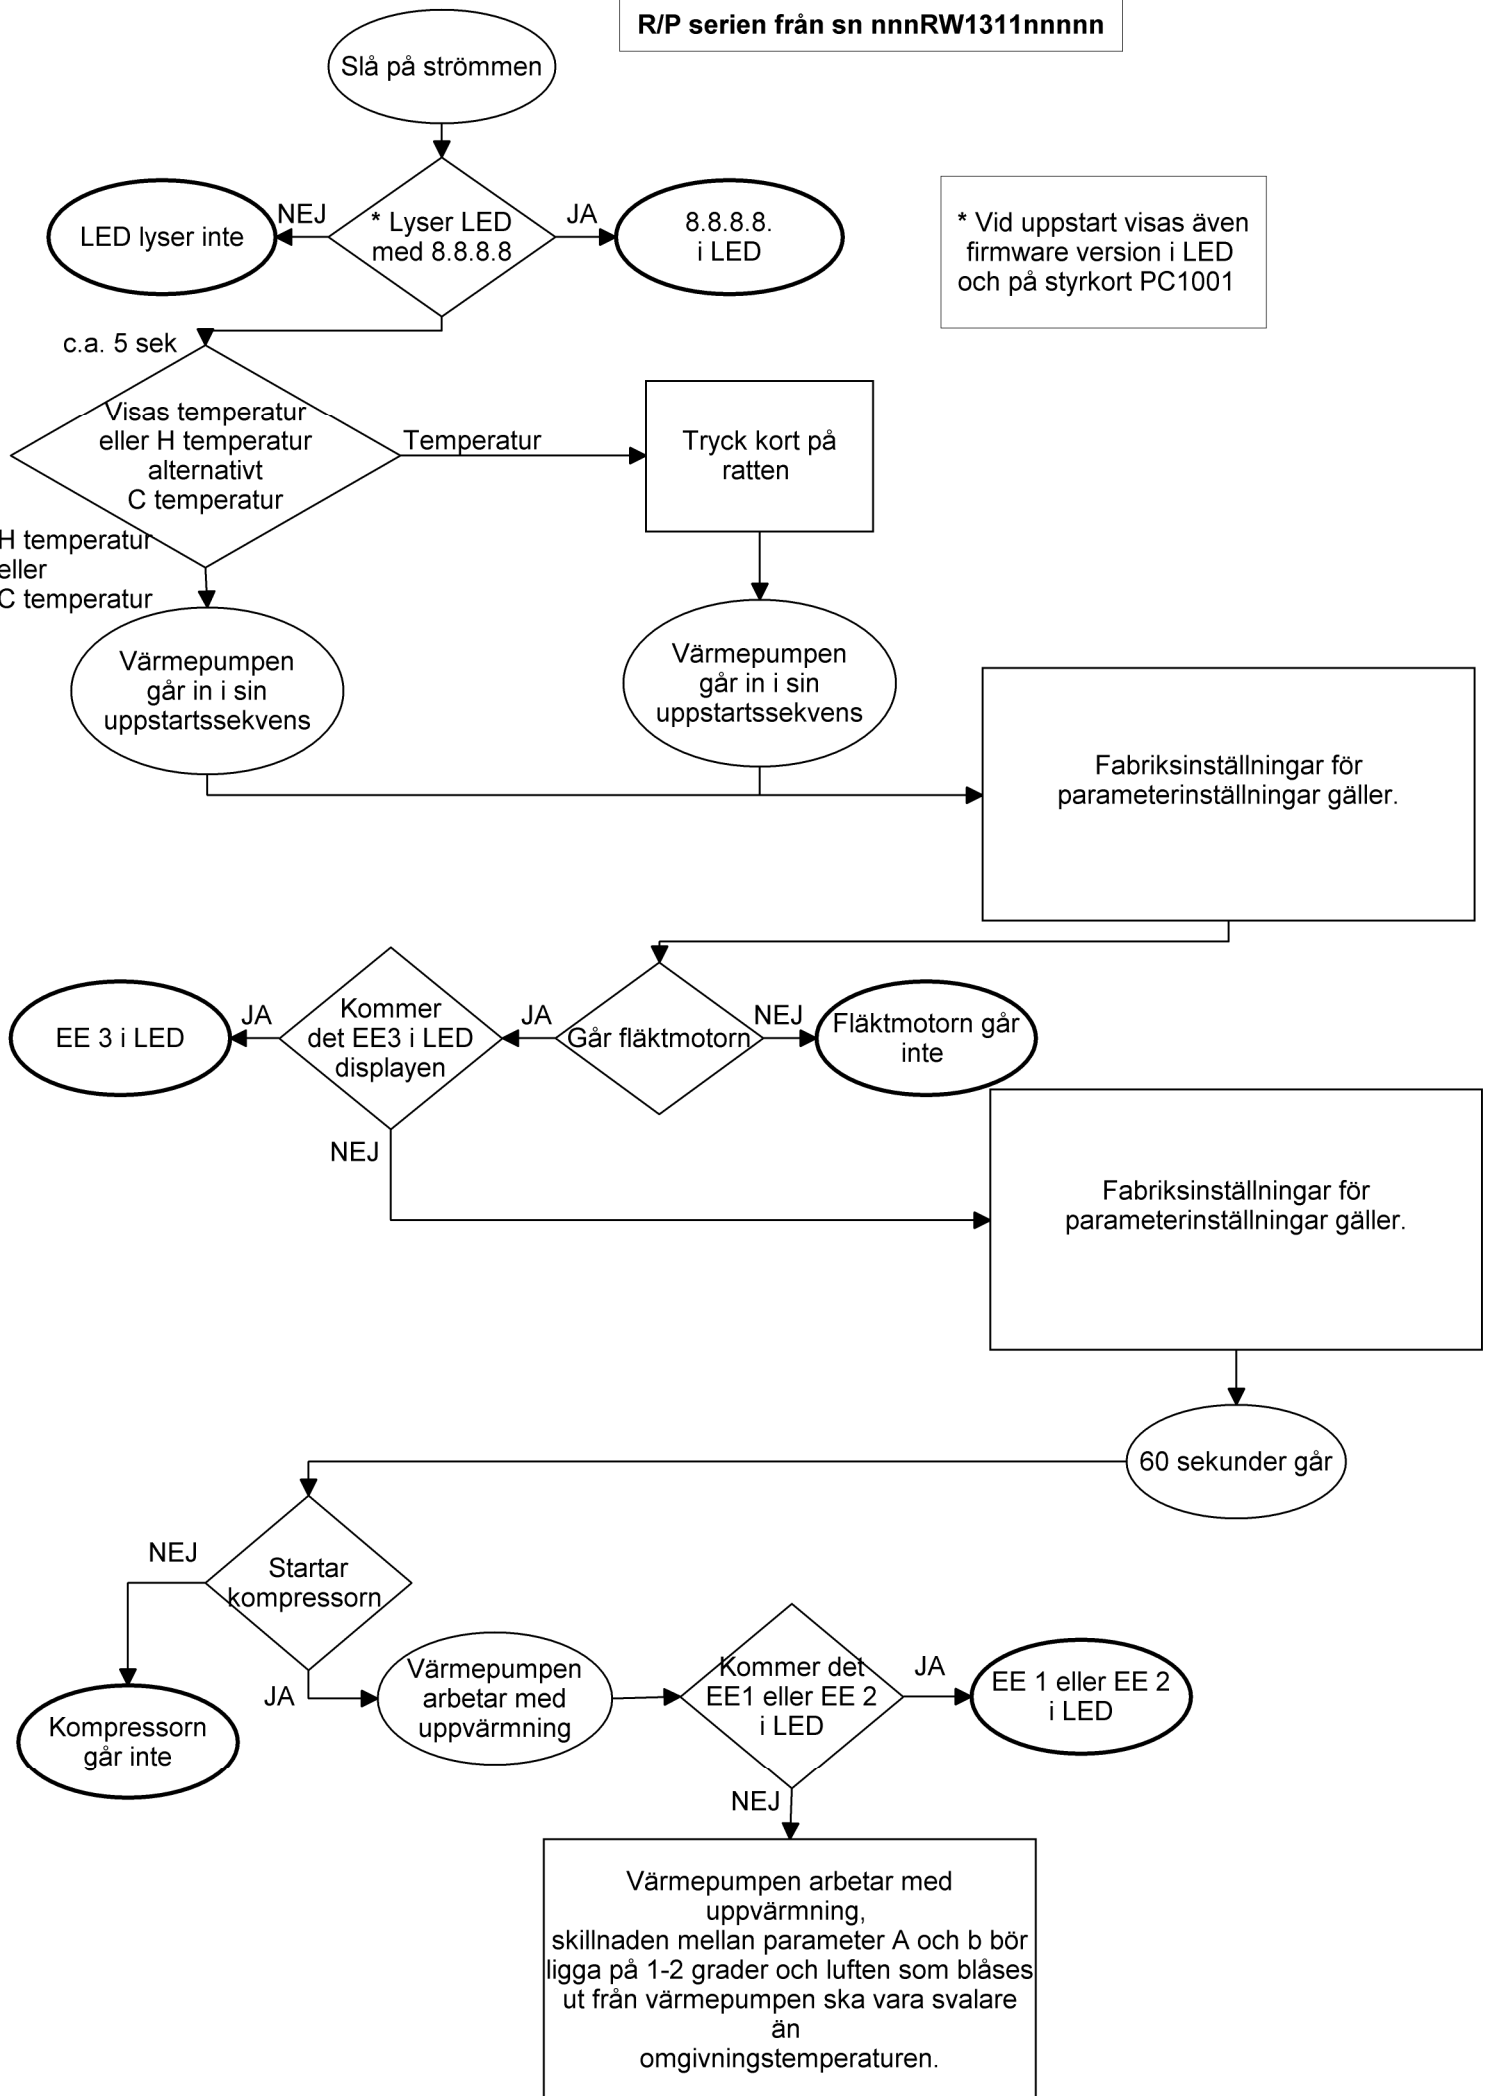 R/P serien från sn nnnRW1311nnnnn
Slå på strömmen
NEJ
* Lyser LED
med 8.8.8.8
JA
LED lyser inte
8.8.8.8.
i LED
* Vid uppstart visas även
firmware version i LED
och på styrkort PC1001
c.a. 5 sek
Visas temperatur
eller H temperatur
alternativt
C temperatur
Temperatur
Tryck kort på
ratten
H temperatur
eller
C temperatur
Värmepumpen
går in i sin
uppstartssekvens
Värmepumpen
går in i sin
uppstartssekvens
Fabriksinställningar för
parameterinställningar gäller.
EE 3 i LED
JA
Kommer
det EE3 i LED
displayen
JA
Går fläktmotorn
NEJ
Fläktmotorn går
inte
NEJ
Fabriksinställningar för
parameterinställningar gäller.
60 sekunder går
NEJ
Startar
kompressorn
JA
Kompressorn
går inte
Värmepumpen
arbetar med
uppvärmning
Kommer det
EE1 eller EE 2
i LED
JA
EE 1 eller EE 2
i LED
NEJ
Värmepumpen arbetar med
uppvärmning,
skillnaden mellan parameter A och b bör
ligga på 1-2 grader och luften som blåses
ut från värmepumpen ska vara svalare
än
omgivningstemperaturen.